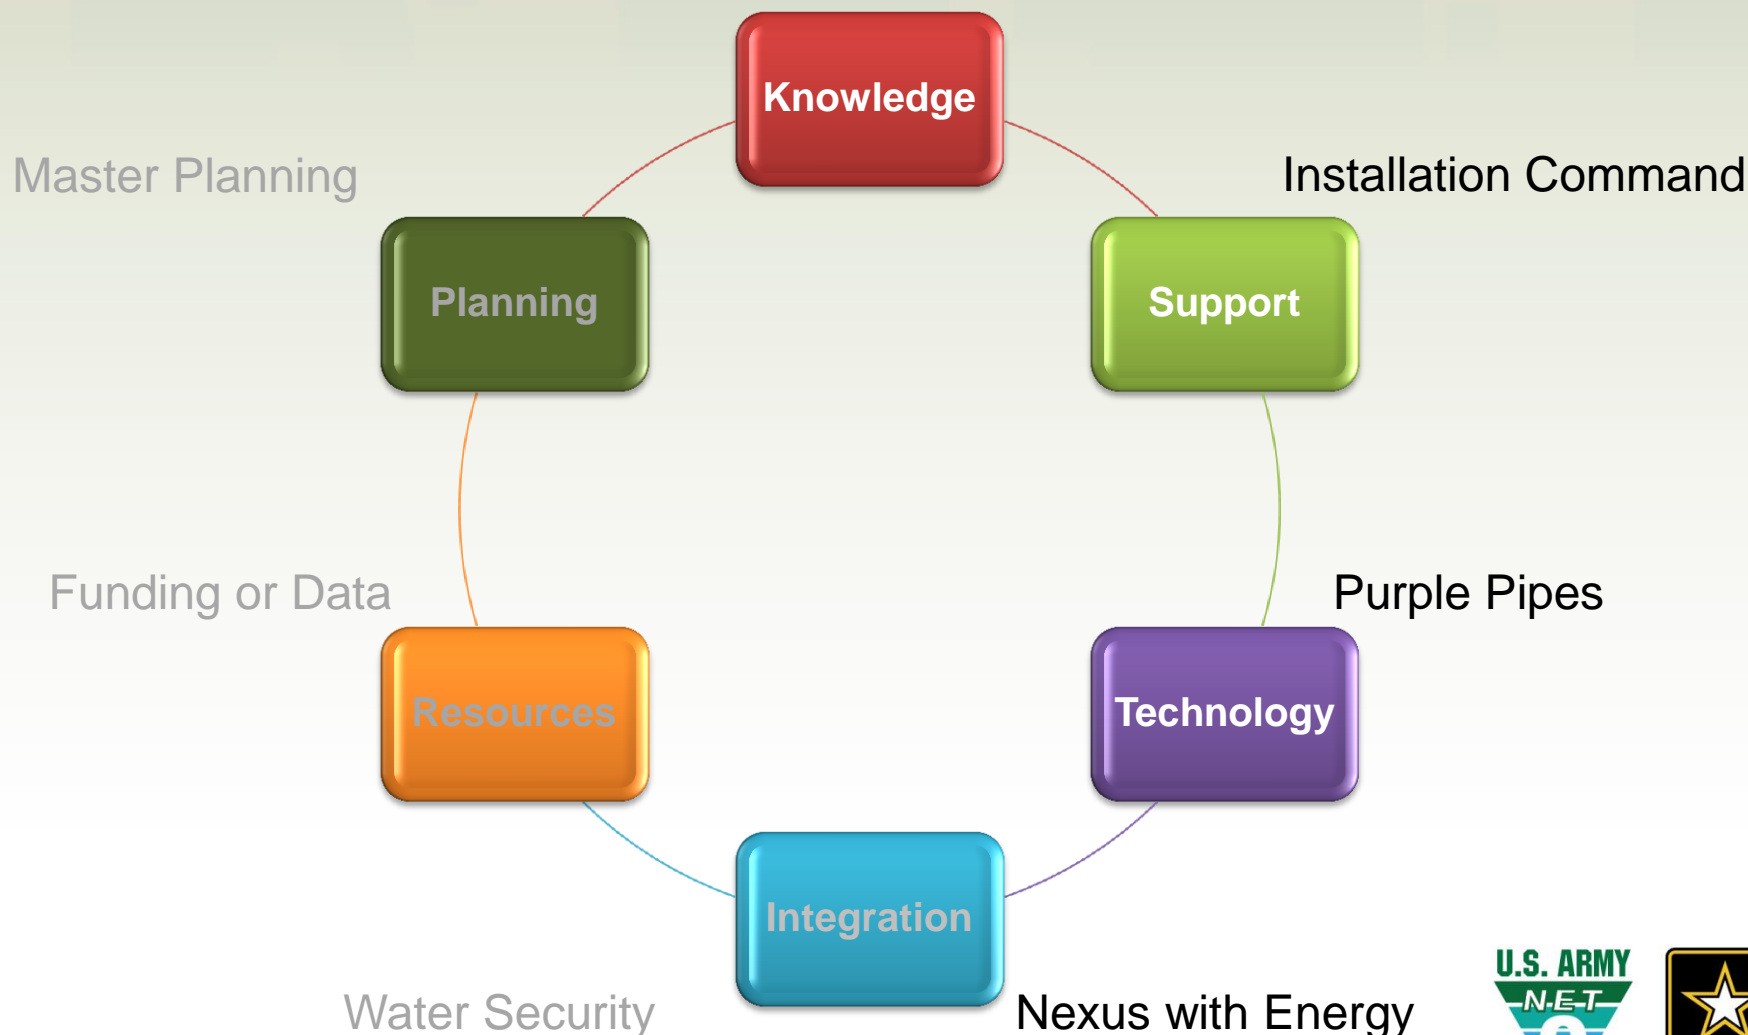 Knowledge
Master Planning
Installation Command
Planning
Support
Funding or Data
Purple Pipes
Resources
Technology
Integration
Water Security
Nexus with Energy
U.S. ARMY
NET